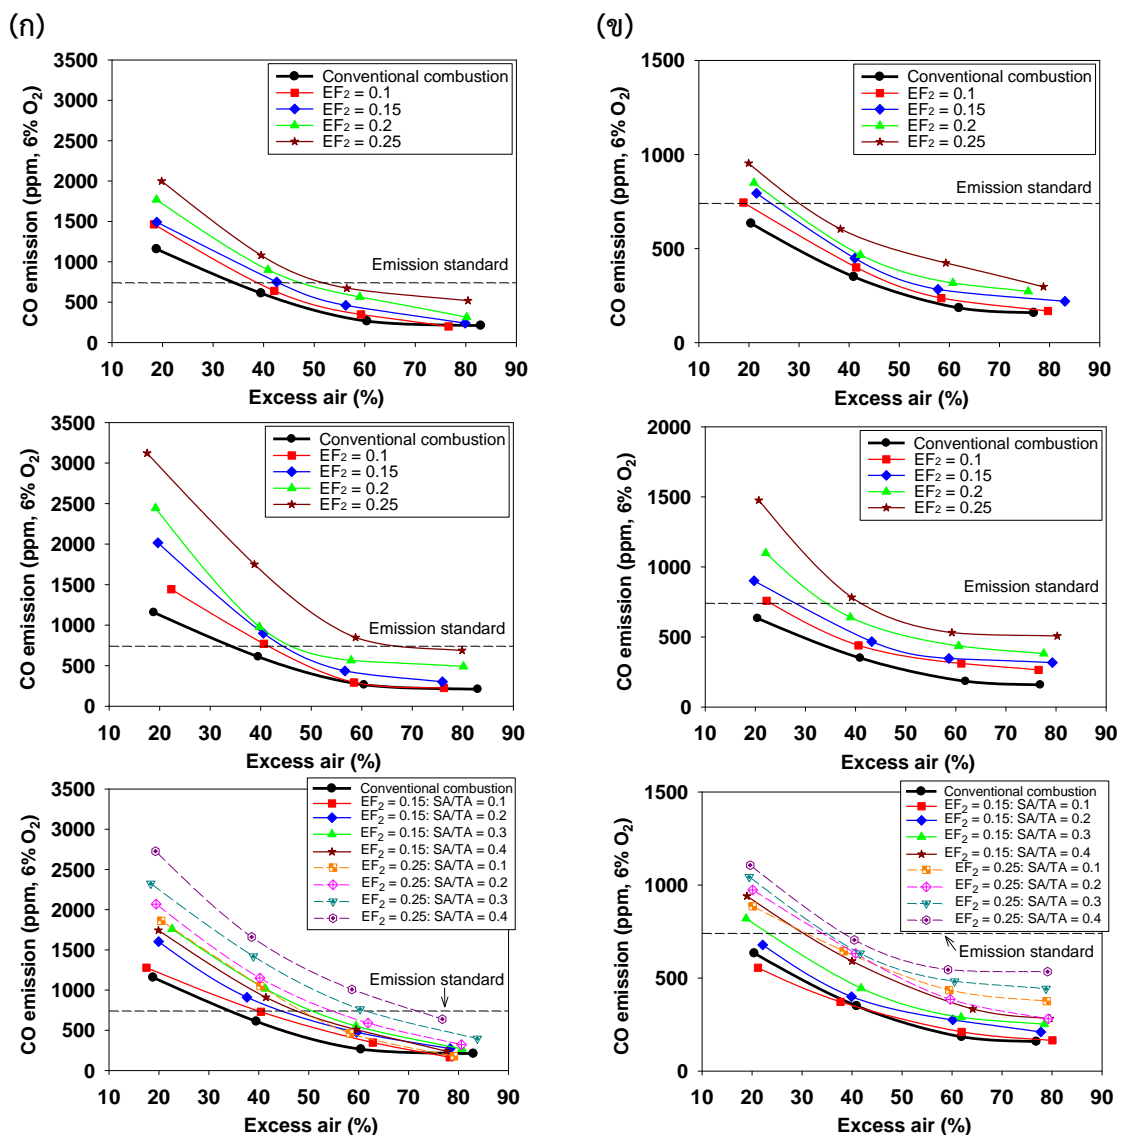 (ก)
(ข)
3500
3000
2500
2000
1500
1000
500
0
10 20 30 40 50 60 70 80 90
Excess air (%)
CO emission (ppm, 6% O2)
Conventional combustion
EF2 = 0.1
EF2 = 0.15
EF2 = 0.2
EF2 = 0.25
Emission standard
1500
1000
500
0
10 20 30 40 50 60 70 80 90
Excess air (%)
CO emission (ppm, 6% O2)
Conventional combustion
EF2 = 0.1
EF2 = 0.15
EF2 = 0.2
EF2 = 0.25
Emission standard
3500
3000
2500
2000
1500
1000
500
0
10 20 30 40 50 60 70 80 90
Excess air (%)
CO emission (ppm, 6% O2)
Conventional combustion
EF2 = 0.1
EF2 = 0.15
EF2 = 0.2
EF2 = 0.25
Emission standard
2000
1500
1000
500
0
10 20 30 40 50 60 70 80 90
Excess air (%)
CO emission (ppm, 6% O2)
Conventional combustion
EF2 = 0.1
EF2 = 0.15
EF2 = 0.2
EF2 = 0.25
Emission standard
3500
3000
2500
2000
1500
1000
500
0
10 20 30 40 50 60 70 80 90
Excess air (%)
CO emission (ppm, 6% O2)
Conventional combustion
EF2 = 0.15: SA/TA = 0.1
EF2 = 0.15: SA/TA = 0.2
EF2 = 0.15: SA/TA = 0.3
EF2 = 0.15: SA/TA = 0.4
EF2 = 0.25: SA/TA = 0.1
EF2 = 0.25: SA/TA = 0.2
EF2 = 0.25: SA/TA = 0.3
EF2 = 0.25: SA/TA = 0.4
Emission standard
1500
1000
500
0
10 20 30 40 50 60 70 80 90
Excess air (%)
CO emission (ppm, 6% O2)
Conventional combustion
EF2 = 0.15: SA/TA = 0.1
EF2 = 0.15: SA/TA = 0.2
EF2 = 0.15: SA/TA = 0.3
EF2 = 0.15: SA/TA = 0.4
EF2 = 0.25: SA/TA = 0.1
EF2 = 0.25: SA/TA = 0.2
EF2 = 0.25: SA/TA = 0.3
EF2 = 0.25: SA/TA = 0.4
Emission standard